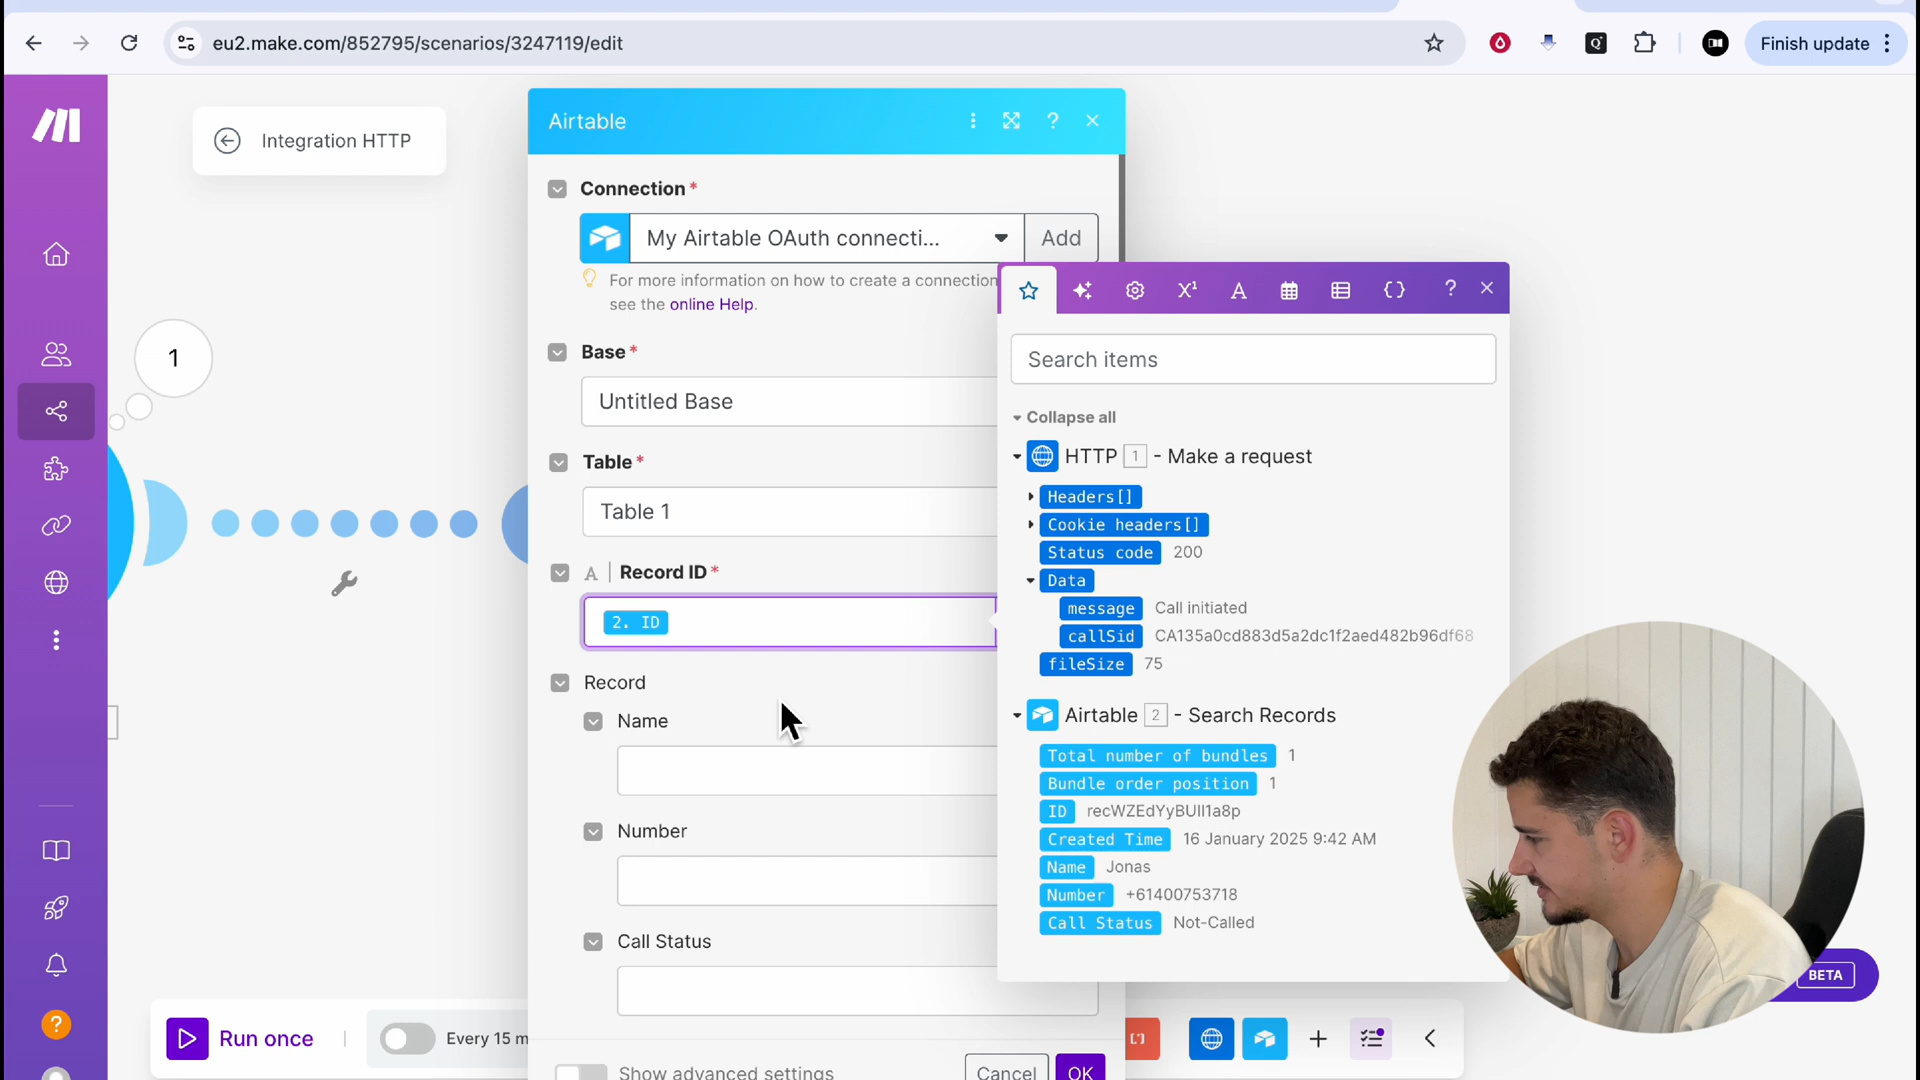 eu2.make.com/852795/scenarios/3247119/edit
Finish update
Integration HTTP
1
Airtable
?
Connection*
My Airtable OAuth connecti...
Add
For more information on how to create a connection
see the online Help.
Base*
Untitled Base
Table*
Table 1
A Record ID*
2. ID
Record
Name
Number
Call Status
Show advanced settings
Cancel
OK
A
?
Search items
Collapse all
HTTP 1 - Make a request
Headers[]
Cookie headers[]
Status code 200
Data
message Call initiated
callSid CA135a0cd883d5a2dc1f2aed482b96df68
fileSize 75
Airtable 2 - Search Records
Total number of bundles 1
Bundle order position 1
ID recWZEdYyBUIl1a8p
Created Time 16 January 2025 9:42 AM
Name Jonas
Number +61400753718
Call Status Not-Called
BETA
?
Run once
Every 15 m